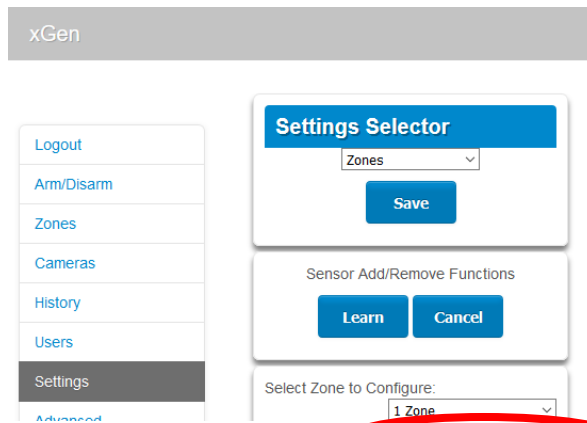 xGen
Logout
Arm/Disarm
Zones
Cameras
History
Users
Settings
Advanced
Settings Selector
Zones
Save
Sensor Add/Remove Functions
Learn Cancel
Select Zone to Configure:
1 Zone